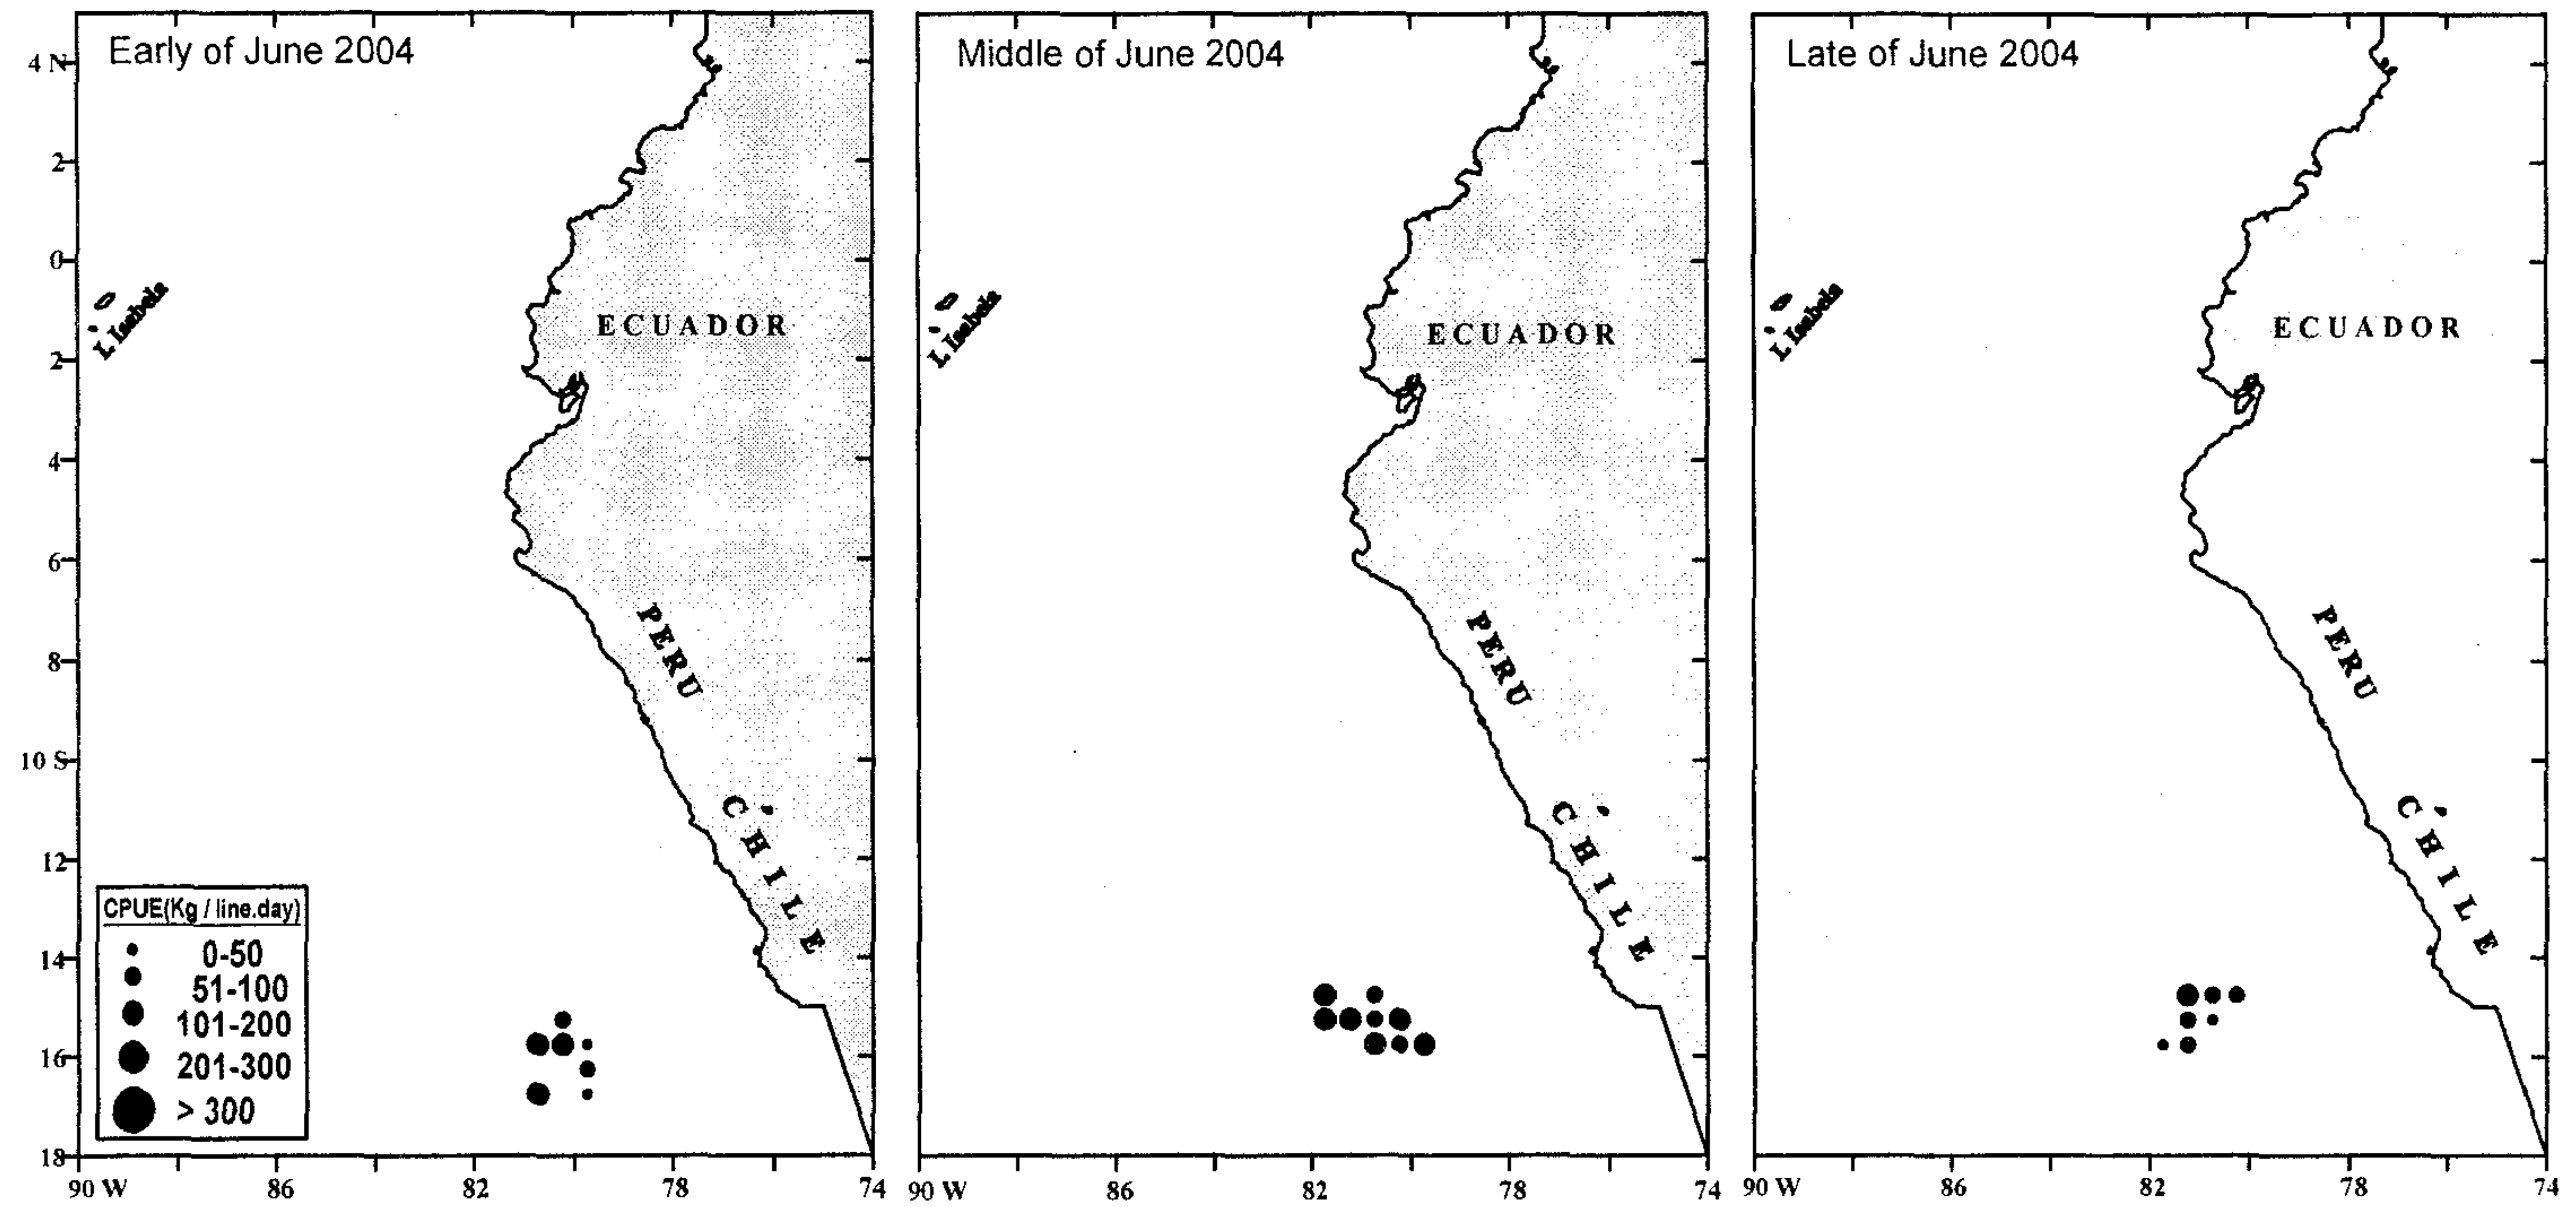 Early of June 2004
4 N
2
0
2
4
6
8
10 S
12
14
16
18
I. Isabela
ECUADOR
PERU
CHILE
CPUE(Kg / line.day)
0-50
51-100
101-200
201-300
> 300
90 W 86 82 78 74
Middle of June 2004
I. Isabela
ECUADOR
PERU
CHILE
90 W 86 82 78 74
Late of June 2004
I. Isabela
ECUADOR
PERU
CHILE
90 W 86 82 78 74